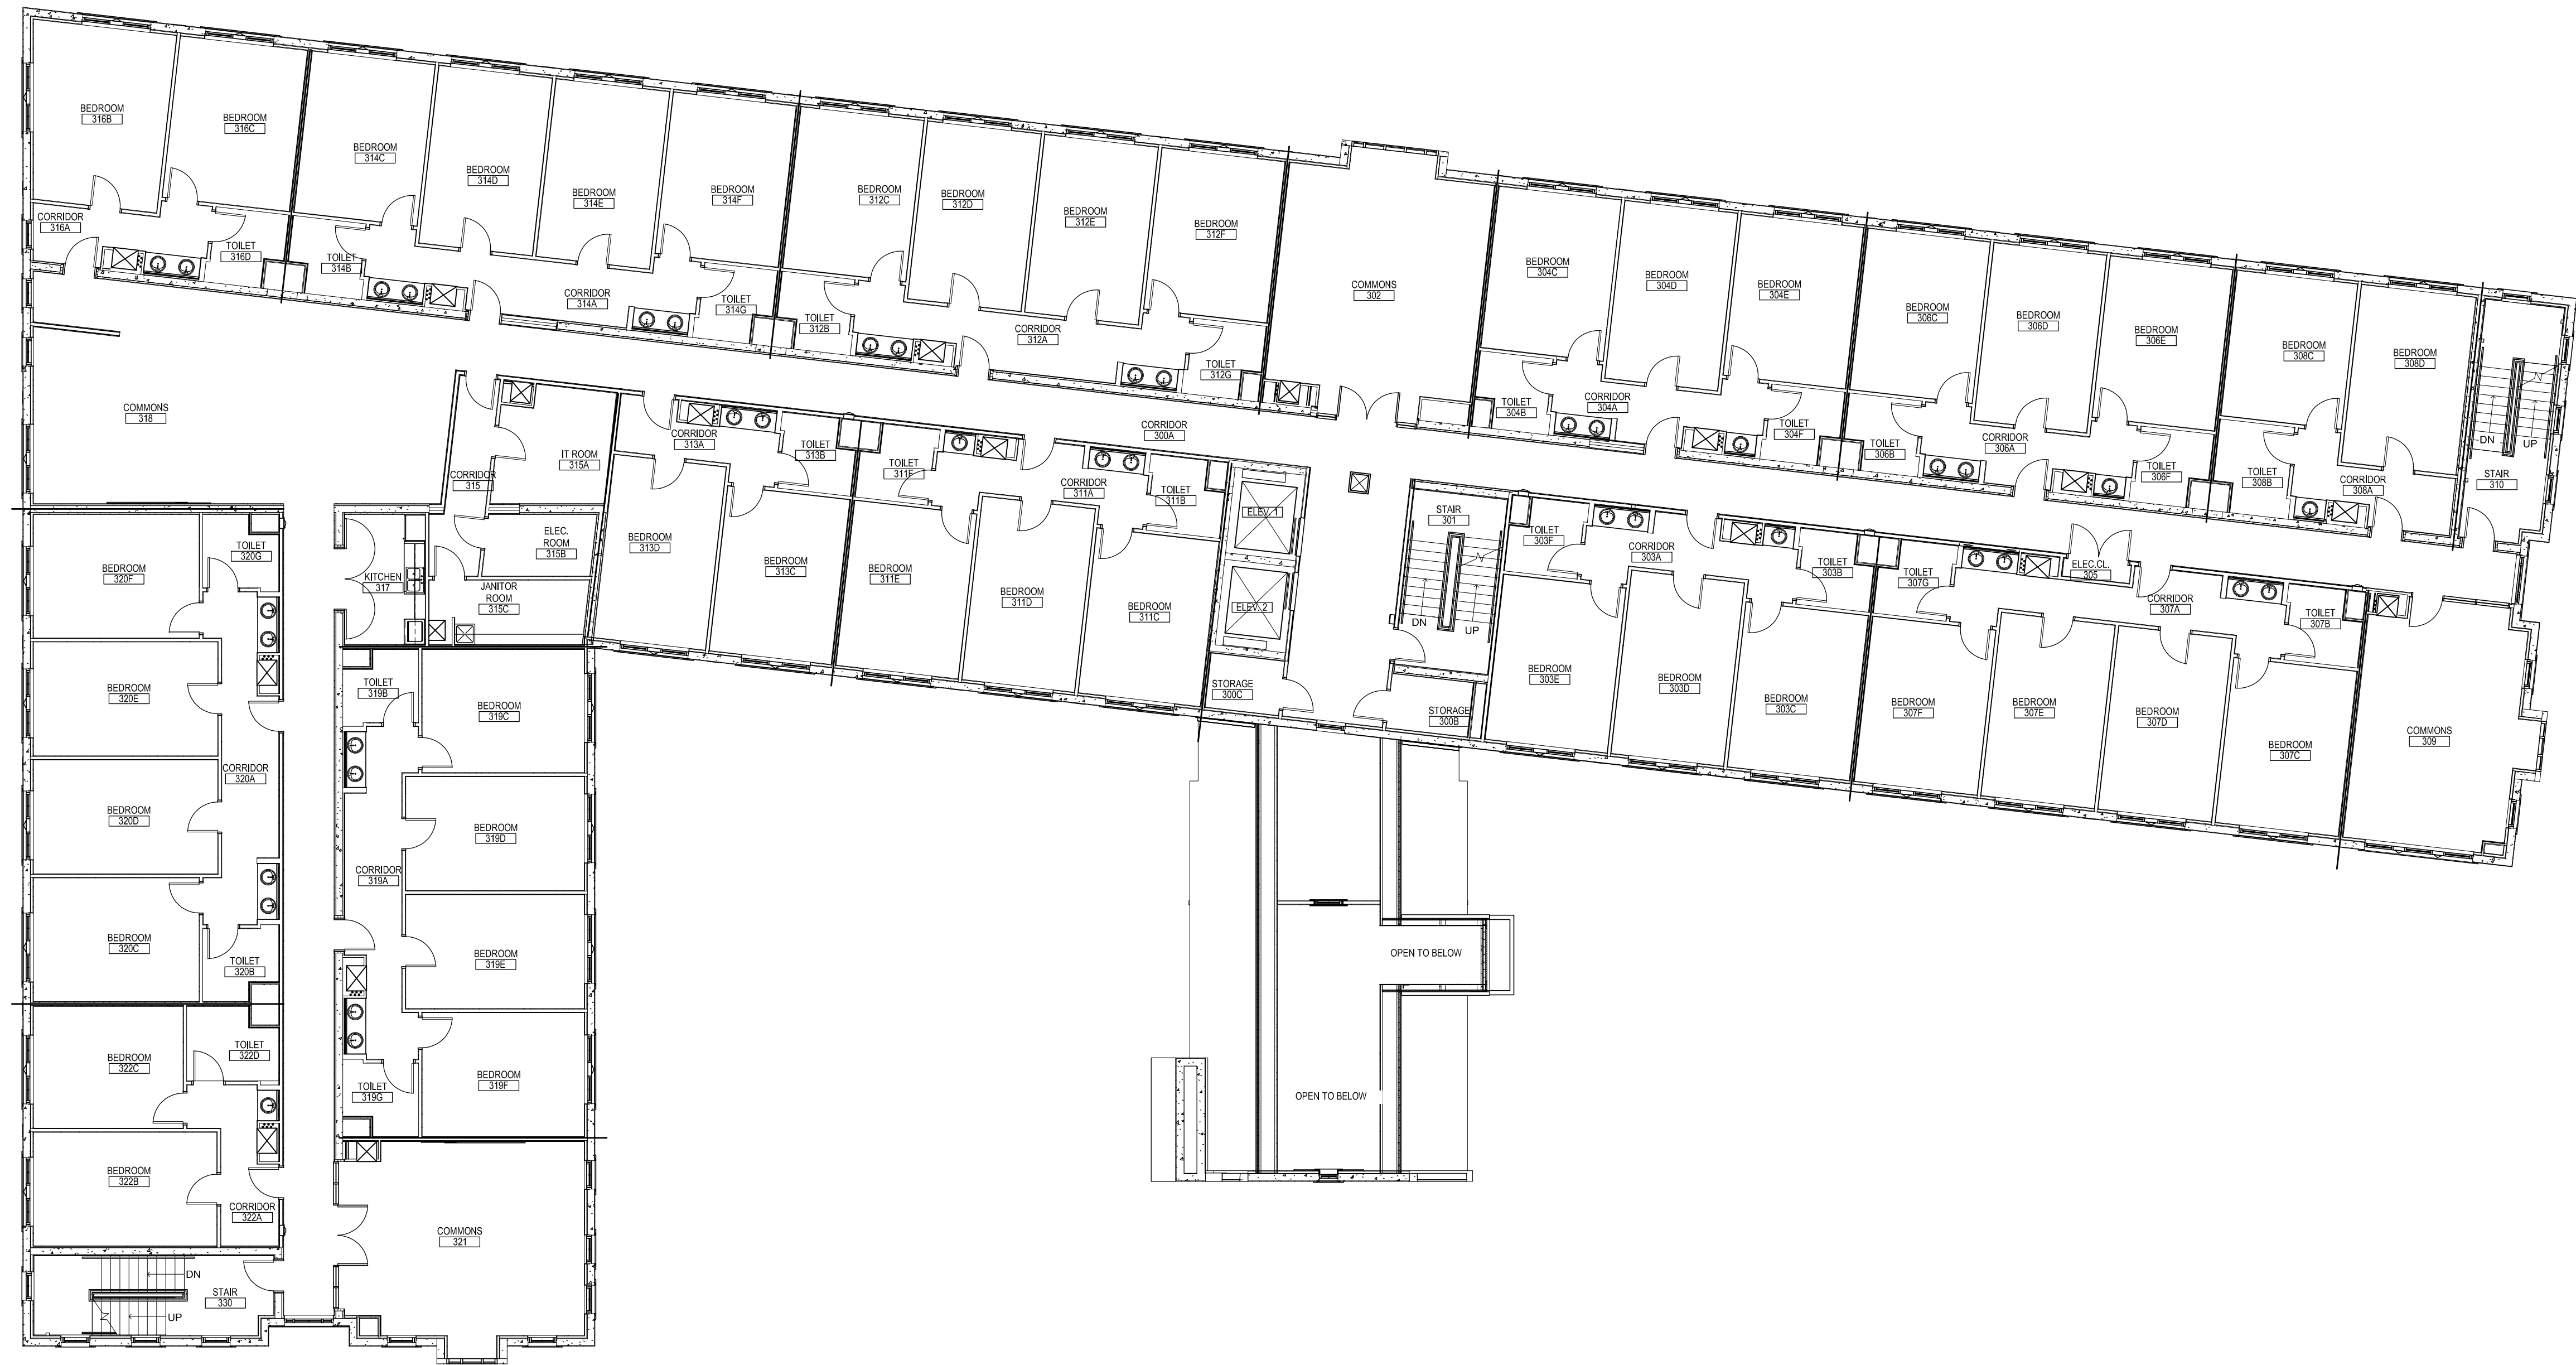 BEDROOM
316B
BEDROOM
316C
BEDROOM
314C
BEDROOM
314D
BEDROOM
314E
BEDROOM
314F
BEDROOM
312C
BEDROOM
312D
BEDROOM
312E
BEDROOM
312F
COMMONS
302
BEDROOM
304C
BEDROOM
304D
BEDROOM
304E
BEDROOM
306C
BEDROOM
306D
BEDROOM
306E
BEDROOM
308C
BEDROOM
308D
CORRIDOR
316A
TOILET
316D
TOILET
314B
CORRIDOR
314A
TOILET
314G
TOILET
312B
CORRIDOR
312A
TOILET
312G
TOILET
304B
CORRIDOR
304A
TOILET
304F
TOILET
306B
CORRIDOR
306A
TOILET
306F
TOILET
308B
CORRIDOR
308A
DN
UP
STAIR
310
COMMONS
318
CORRIDOR
315
IT ROOM
315A
CORRIDOR
313A
TOILET
313B
TOILET
311F
CORRIDOR
311A
TOILET
311B
CORRIDOR
300A
ELEV. 1
ELEV. 2
STAIR
301
DN
UP
TOILET
303F
CORRIDOR
303A
TOILET
303B
TOILET
307G
ELEC.CL.
305
CORRIDOR
307A
TOILET
307B
ELEC.
ROOM
315B
KITCHEN
317
JANITOR
ROOM
315C
BEDROOM
313D
BEDROOM
313C
BEDROOM
311E
BEDROOM
311D
BEDROOM
311C
STORAGE
300C
STORAGE
300B
BEDROOM
303E
BEDROOM
303D
BEDROOM
303C
BEDROOM
307F
BEDROOM
307E
BEDROOM
307D
BEDROOM
307C
COMMONS
309
TOILET
320G
BEDROOM
320F
BEDROOM
320E
CORRIDOR
320A
BEDROOM
320D
BEDROOM
320C
TOILET
320B
TOILET
319B
BEDROOM
319C
BEDROOM
319D
CORRIDOR
319A
BEDROOM
319E
BEDROOM
319F
TOILET
319G
BEDROOM
322C
TOILET
322D
BEDROOM
322B
CORRIDOR
322A
COMMONS
321
DN
STAIR
330
UP
OPEN TO BELOW
OPEN TO BELOW